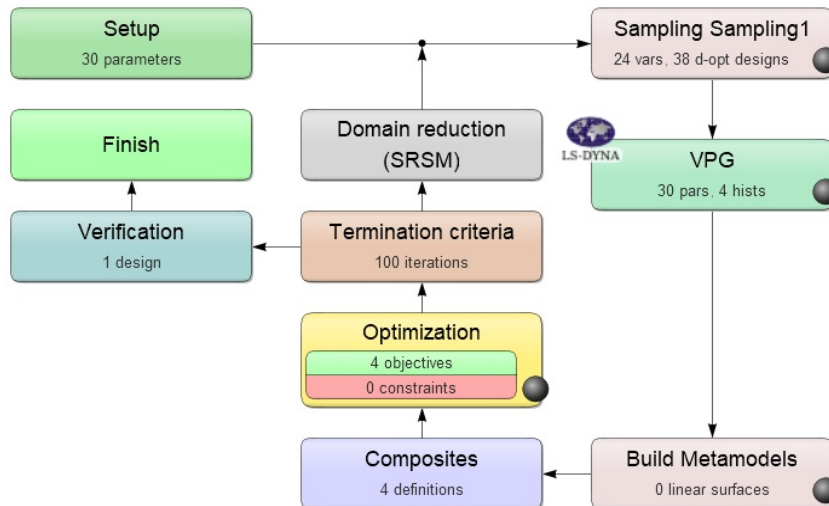 Setup
30 parameters
Sampling Sampling1
24 vars, 38 d-opt designs
Finish
Domain reduction
(SRSM)
LS-DYNA
VPG
30 pars, 4 hists
Verification
1 design
Termination criteria
100 iterations
Optimization
4 objectives
0 constraints
Composites
4 definitions
Build Metamodels
0 linear surfaces